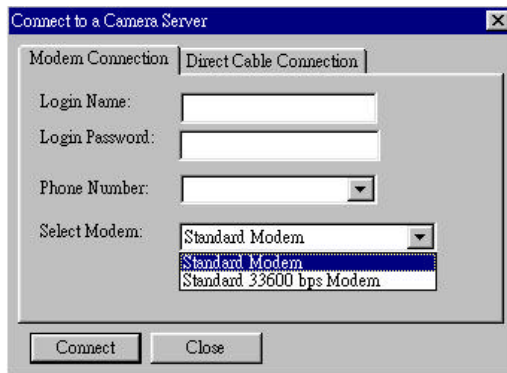 Connect to a Camera Server
Modem Connection Direct Cable Connection
Login Name:
Login Password:
Phone Number:
Select Modem: Standard Modem
Standard Modem
Standard 33600 bps Modem
Connect Close